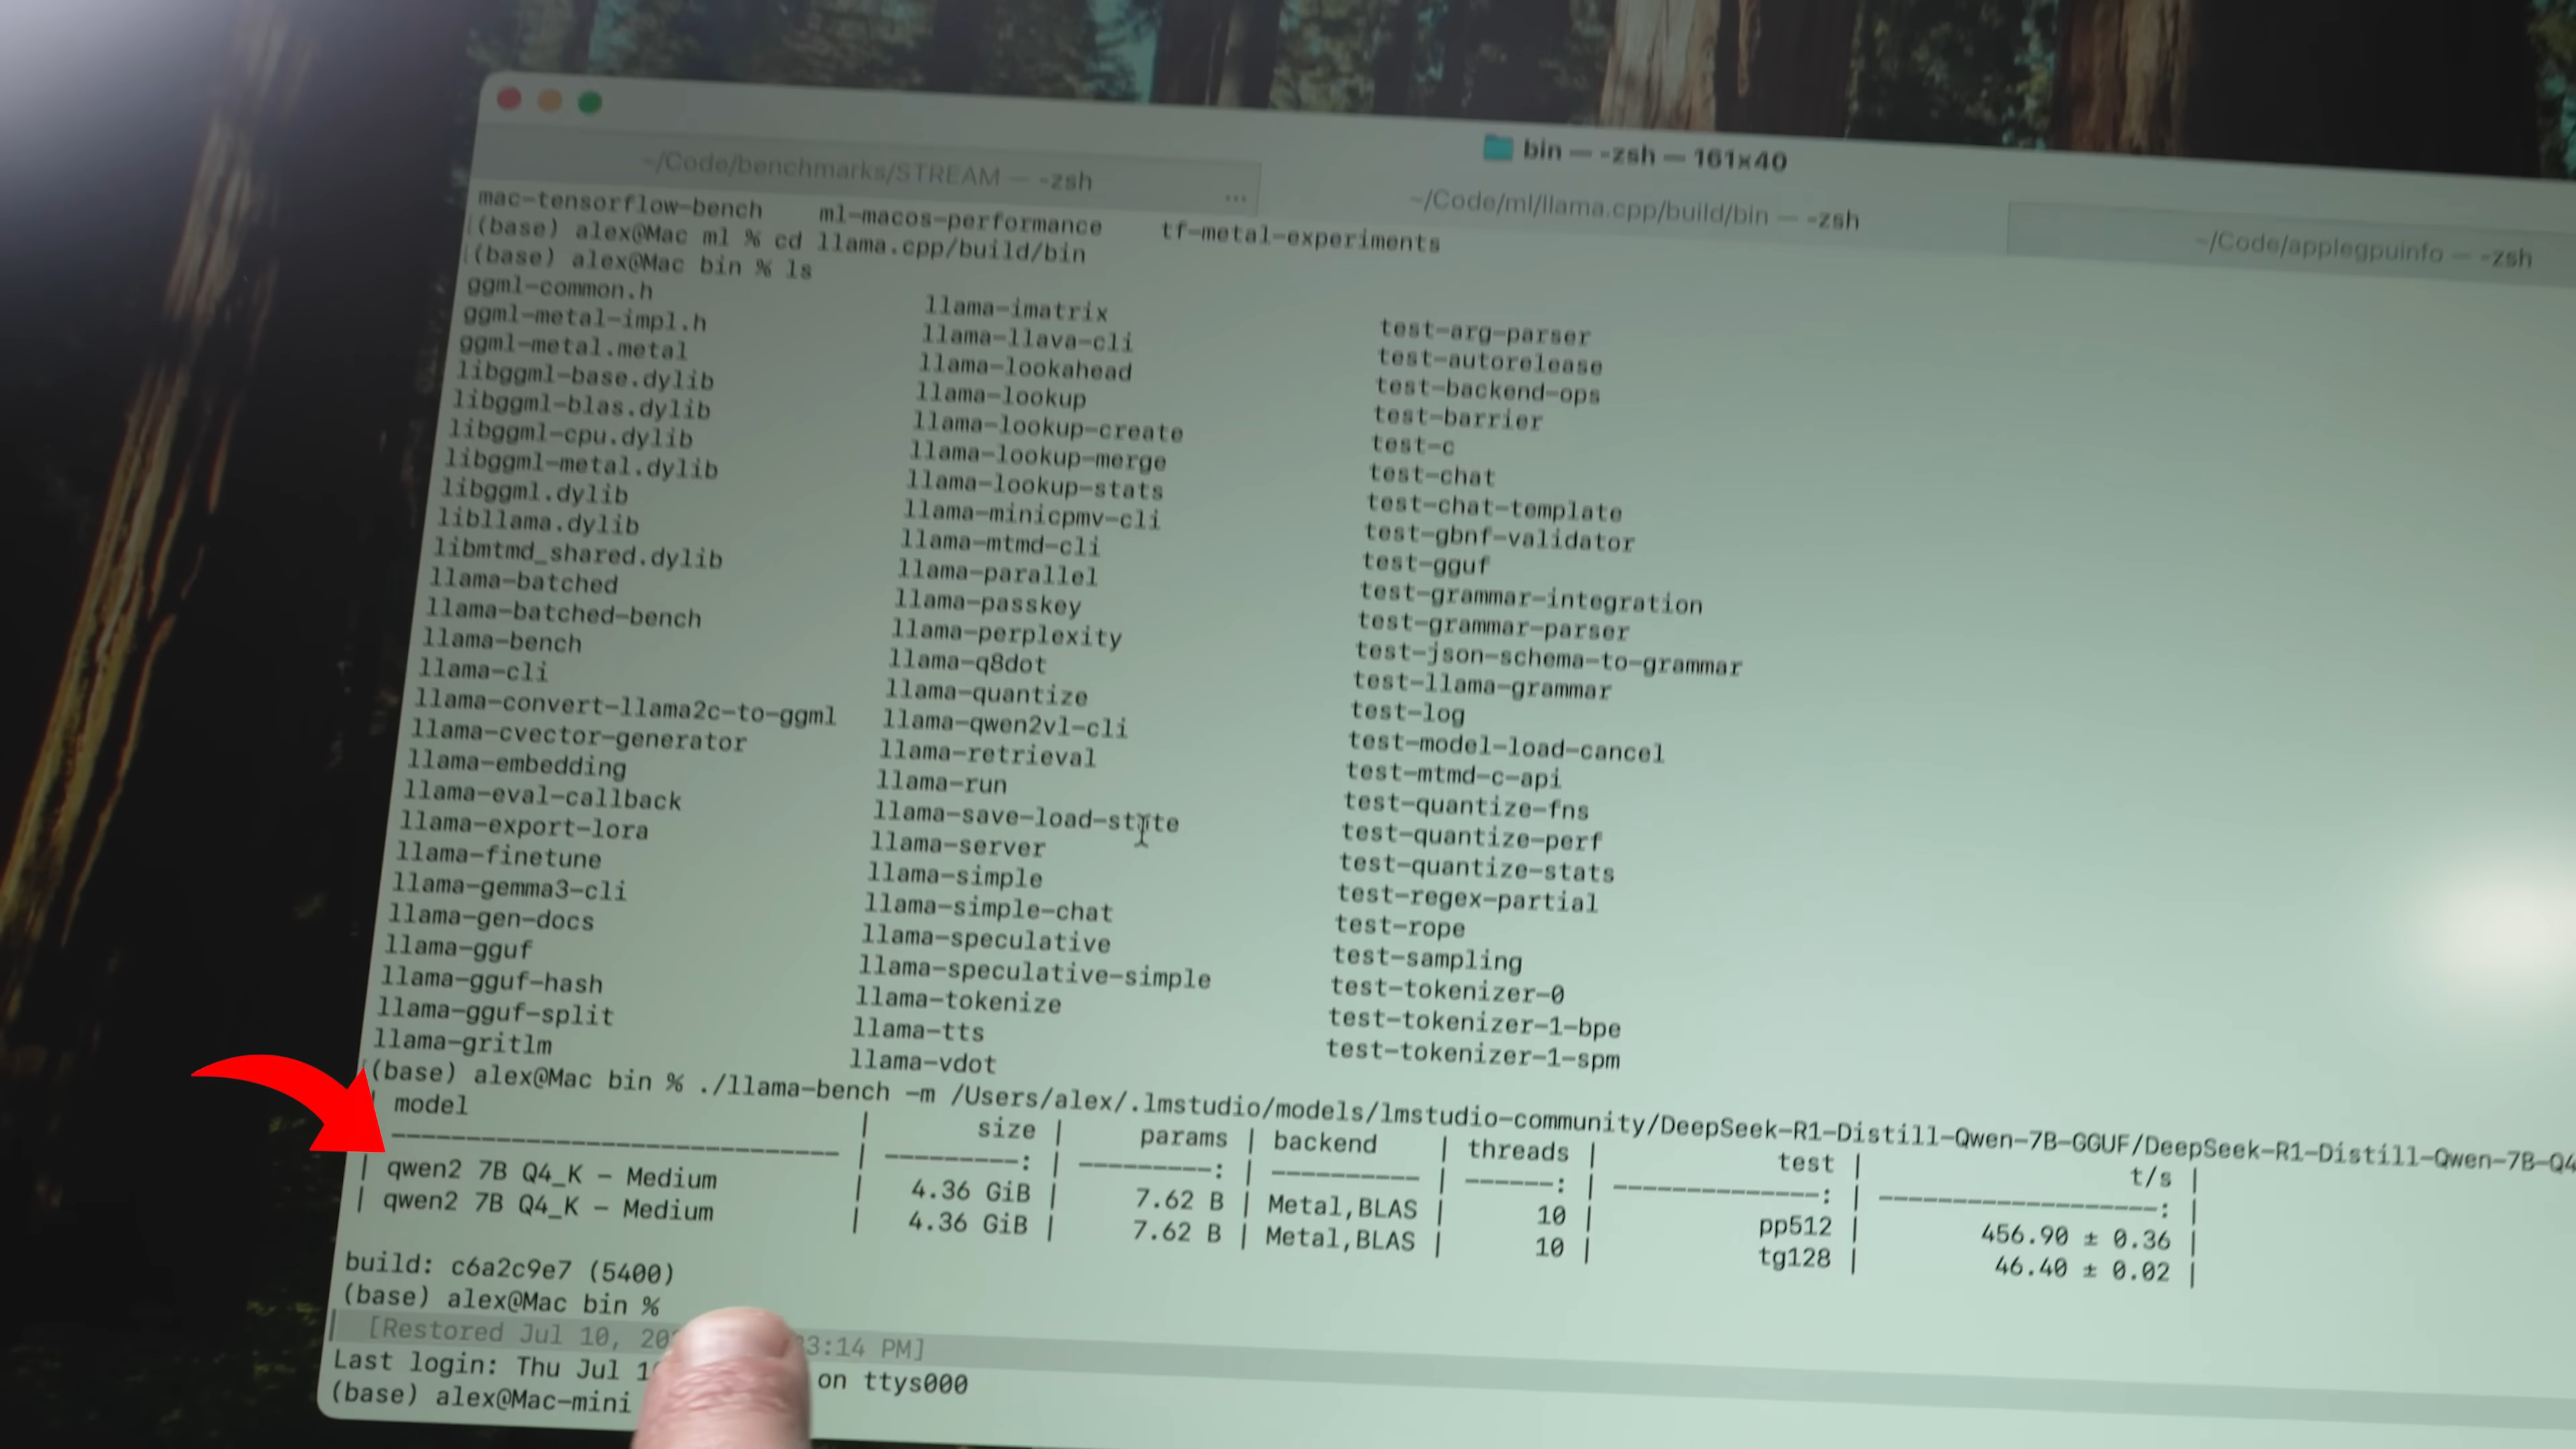 bin — -zsh — 161×40
~/Code/benchmarks/STREAM — -zsh ... ~/Code/ml/llama.cpp/build/bin — -zsh ~/Code/applegpuinfo — -zsh
mac-tensorflow-bench ml-macos-performance tf-metal-experiments
(base) alex@Mac ml % cd llama.cpp/build/bin
(base) alex@Mac bin % ls
ggml-common.h llama-imatrix test-arg-parser
ggml-metal-impl.h llama-llava-cli test-autorelease
ggml-metal.metal llama-lookahead test-backend-ops
libggml-base.dylib llama-lookup test-barrier
libggml-blas.dylib llama-lookup-create test-c
libggml-cpu.dylib llama-lookup-merge test-chat
libggml-metal.dylib llama-lookup-stats test-chat-template
libggml.dylib llama-minicpmv-cli test-gbnf-validator
libllama.dylib llama-mtmd-cli test-gguf
libmtmd_shared.dylib llama-parallel test-grammar-integration
llama-batched llama-passkey test-grammar-parser
llama-batched-bench llama-perplexity test-json-schema-to-grammar
llama-bench llama-q8dot test-llama-grammar
llama-cli llama-quantize test-log
llama-convert-llama2c-to-ggml llama-qwen2vl-cli test-model-load-cancel
llama-cvector-generator llama-retrieval test-mtmd-c-api
llama-embedding llama-run test-quantize-fns
llama-eval-callback llama-save-load-state test-quantize-perf
llama-export-lora llama-server test-quantize-stats
llama-finetune llama-simple test-regex-partial
llama-gemma3-cli llama-simple-chat test-rope
llama-gen-docs llama-speculative test-sampling
llama-gguf llama-speculative-simple test-tokenizer-0
llama-gguf-hash llama-tokenize test-tokenizer-1-bpe
llama-gguf-split llama-tts test-tokenizer-1-spm
llama-gritlm llama-vdot
(base) alex@Mac bin % ./llama-bench -m /Users/alex/.lmstudio/models/lmstudio-community/DeepSeek-R1-Distill-Qwen-7B-GGUF/DeepSeek-R1-Distill-Qwen-7B-Q4
| model | size | params | backend | threads | test | t/s |
| ------------------------------ | ---------: | ---------: | ---------- | ------: | --------------: | -------------------: |
| qwen2 7B Q4_K - Medium | 4.36 GiB | 7.62 B | Metal,BLAS | 10 | pp512 | 456.90 ± 0.36 |
| qwen2 7B Q4_K - Medium | 4.36 GiB | 7.62 B | Metal,BLAS | 10 | tg128 | 46.40 ± 0.02 |
build: c6a2c9e7 (5400)
(base) alex@Mac bin %
[Restored Jul 10, 3:14 PM]
Last login: Thu Jul on ttys000
(base) alex@Mac-mini